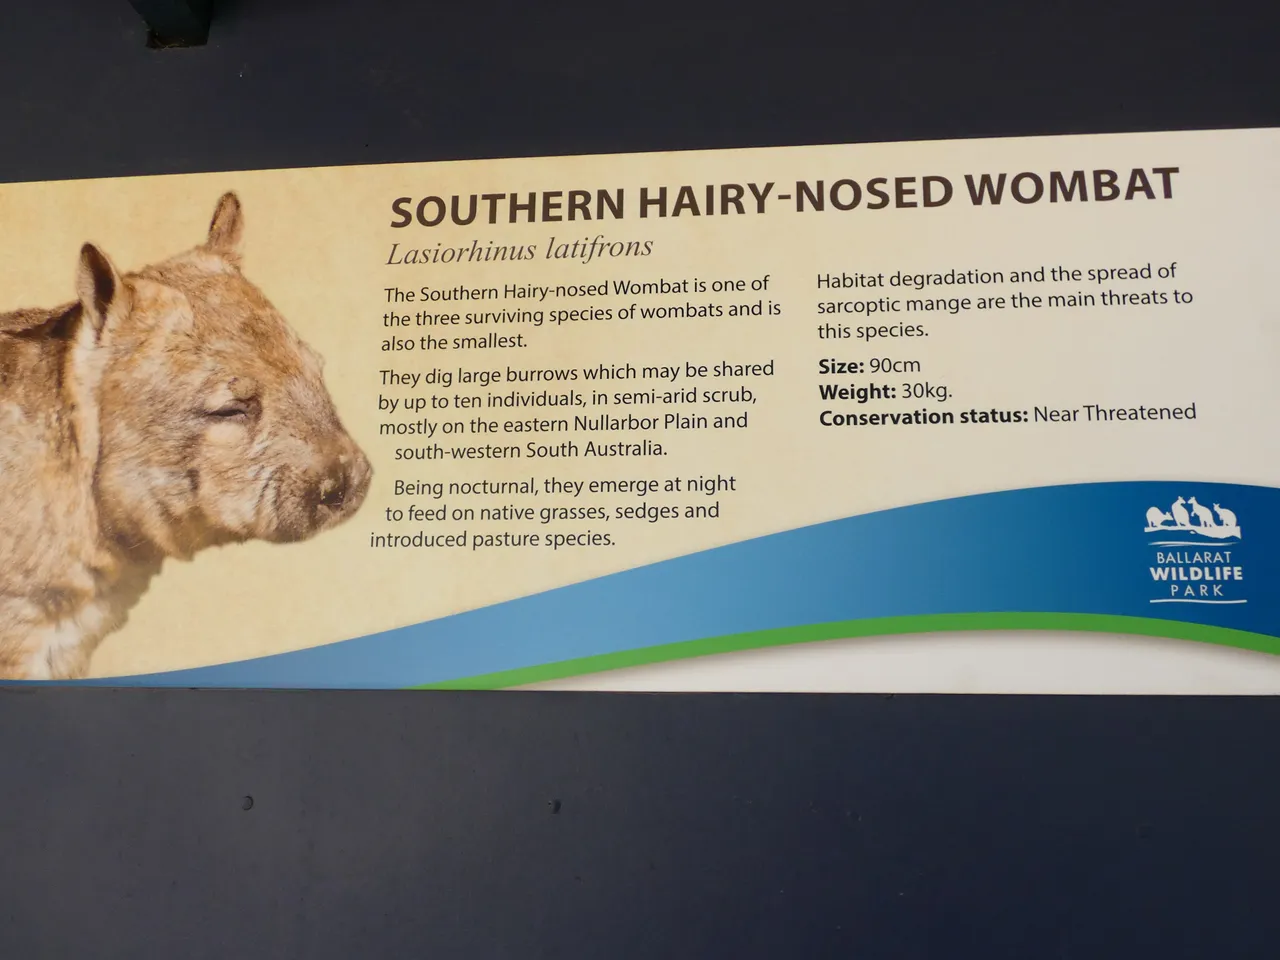 SOUTHERN HAIRY-NOSED WOMBAT
Lasiorhinus latifrons
The Southern Hairy-nosed Wombat is one of
the three surviving species of wombats and is
also the smallest.
They dig large burrows which may be shared
by up to ten individuals, in semi-arid scrub,
mostly on the eastern Nullarbor Plain and
south-western South Australia.
Being nocturnal, they emerge at night
to feed on native grasses, sedges and
introduced pasture species.
Habitat degradation and the spread of
sarcoptic mange are the main threats to
this species.
Size: 90cm
Weight: 30kg.
Conservation status: Near Threatened
BALLARAT
WILDLIFE
PARK